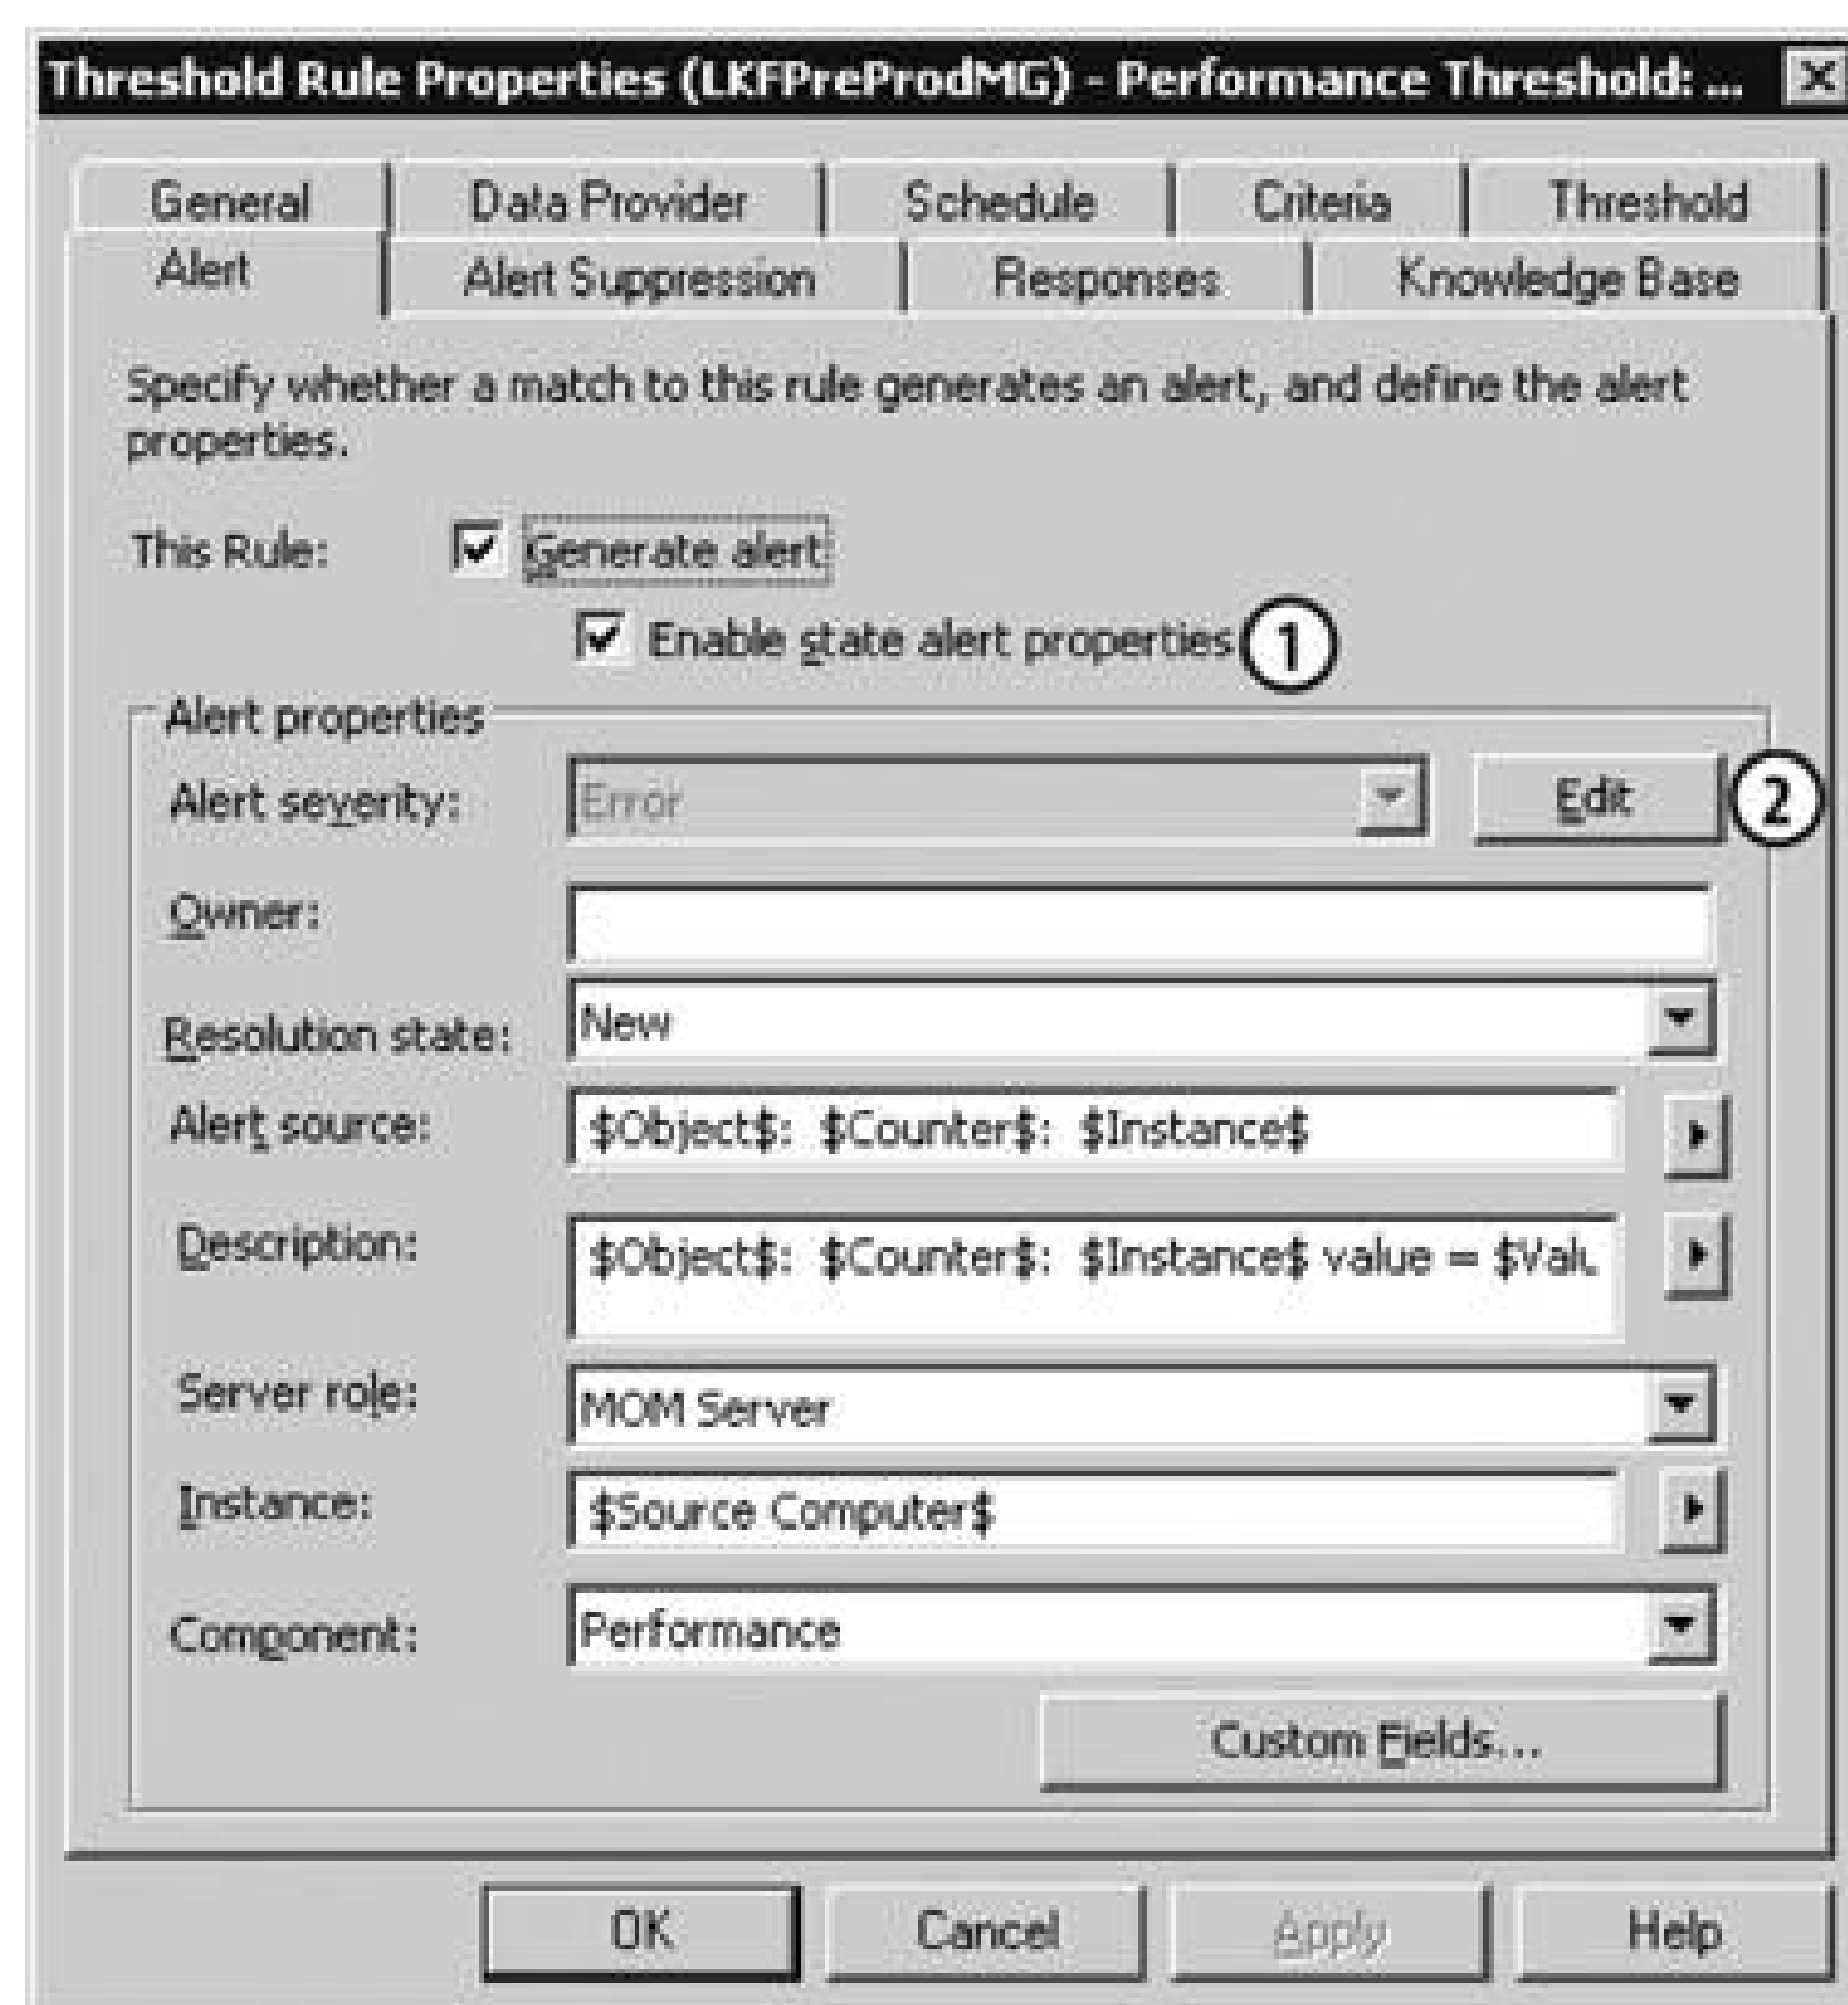 Threshold Rule Properties (LKFPreProdMG) - Performance Threshold: ...
General Data Provider Schedule Criteria Threshold
Alert Alert Suppression Responses Knowledge Base
Specify whether a match to this rule generates an alert, and define the alert
properties.
This Rule: Generate alert
Enable state alert properties 1
Alert properties
Alert severity: Error Edit 2
Owner:
Resolution state: New
Alert source: $Object$: $Counter$: $Instance$
Description: $Object$: $Counter$: $Instance$ value = $Valu
Server role: MOM Server
Instance: $Source Computer$
Component: Performance
Custom Fields...
OK Cancel Apply Help